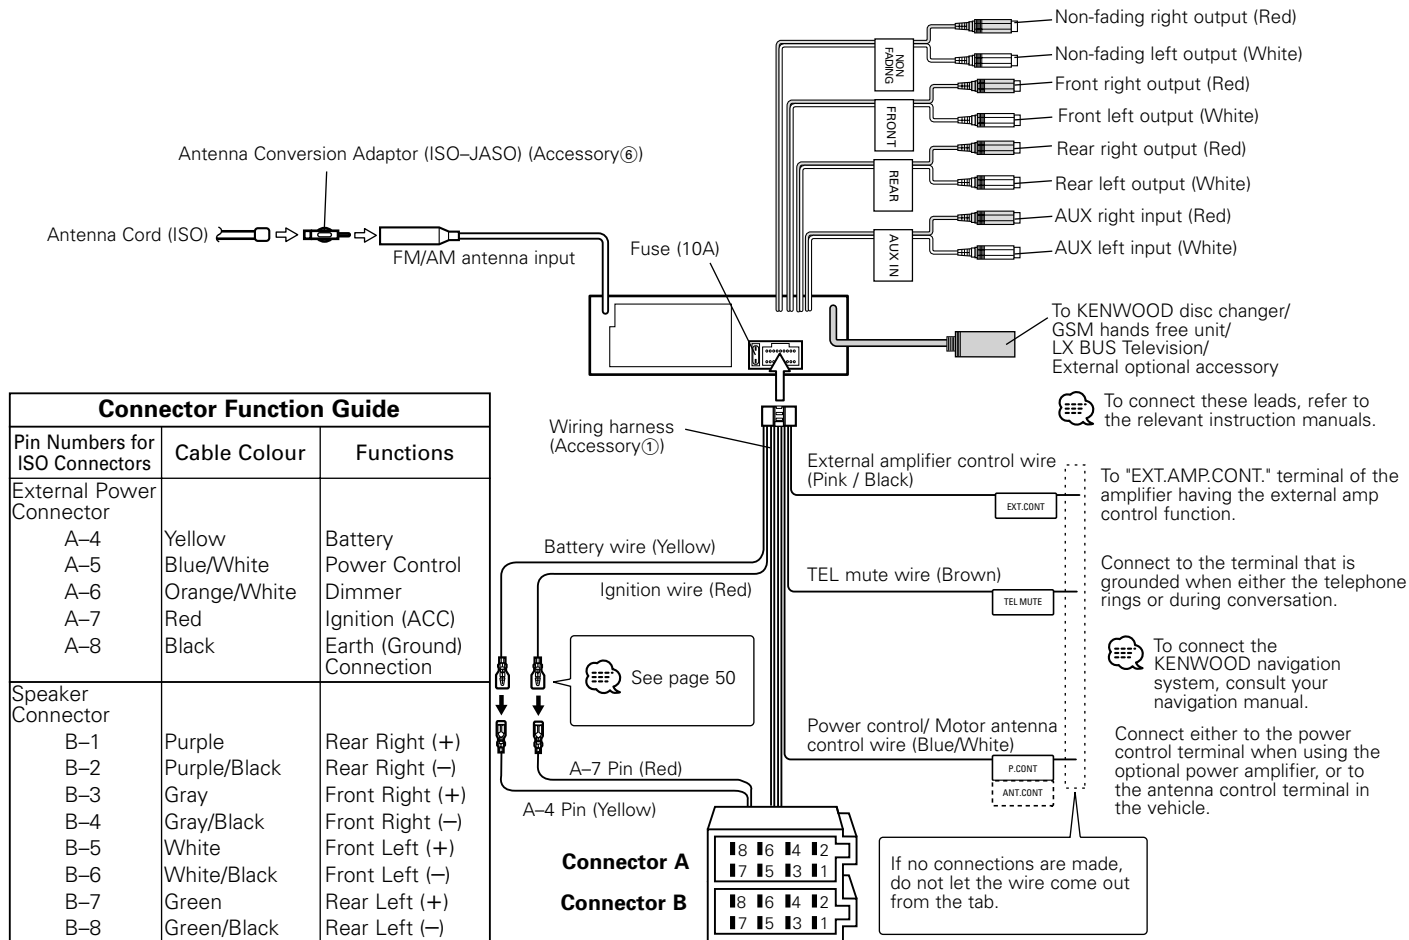 Non-fading right output (Red)
Non-fading left output (White)
NON
FADING
Front right output (Red)
Front left output (White)
FRONT
Rear right output (Red)
Rear left output (White)
REAR
AUX right input (Red)
AUX left input (White)
AUX IN
Antenna Conversion Adaptor (ISO–JASO) (Accessory⑥)
Antenna Cord (ISO)
FM/AM antenna input
Fuse (10A)
To KENWOOD disc changer/
GSM hands free unit/
LX BUS Television/
External optional accessory
To connect these leads, refer to
the relevant instruction manuals.
Wiring harness
(Accessory①)
External amplifier control wire
(Pink / Black)
EXT.CONT
To "EXT.AMP.CONT." terminal of the
amplifier having the external amp
control function.
Battery wire (Yellow)
Ignition wire (Red)
TEL mute wire (Brown)
TEL MUTE
Connect to the terminal that is
grounded when either the telephone
rings or during conversation.
See page 50
To connect the
KENWOOD navigation
system, consult your
navigation manual.
Power control/ Motor antenna
control wire (Blue/White)
P.CONT
ANT.CONT
Connect either to the power
control terminal when using the
optional power amplifier, or to
the antenna control terminal in
the vehicle.
A–7 Pin (Red)
A–4 Pin (Yellow)
Connector A
8 6 4 2
7 5 3 1
Connector B
8 6 4 2
7 5 3 1
If no connections are made,
do not let the wire come out
from the tab.
Connector Function Guide
Pin Numbers for
ISO Connectors
Cable Colour
Functions
External Power
Connector
A–4 Yellow Battery
A–5 Blue/White Power Control
A–6 Orange/White Dimmer
A–7 Red Ignition (ACC)
A–8 Black Earth (Ground)
Connection
Speaker
Connector
B–1 Purple Rear Right (+)
B–2 Purple/Black Rear Right (–)
B–3 Gray Front Right (+)
B–4 Gray/Black Front Right (–)
B–5 White Front Left (+)
B–6 White/Black Front Left (–)
B–7 Green Rear Left (+)
B–8 Green/Black Rear Left (–)